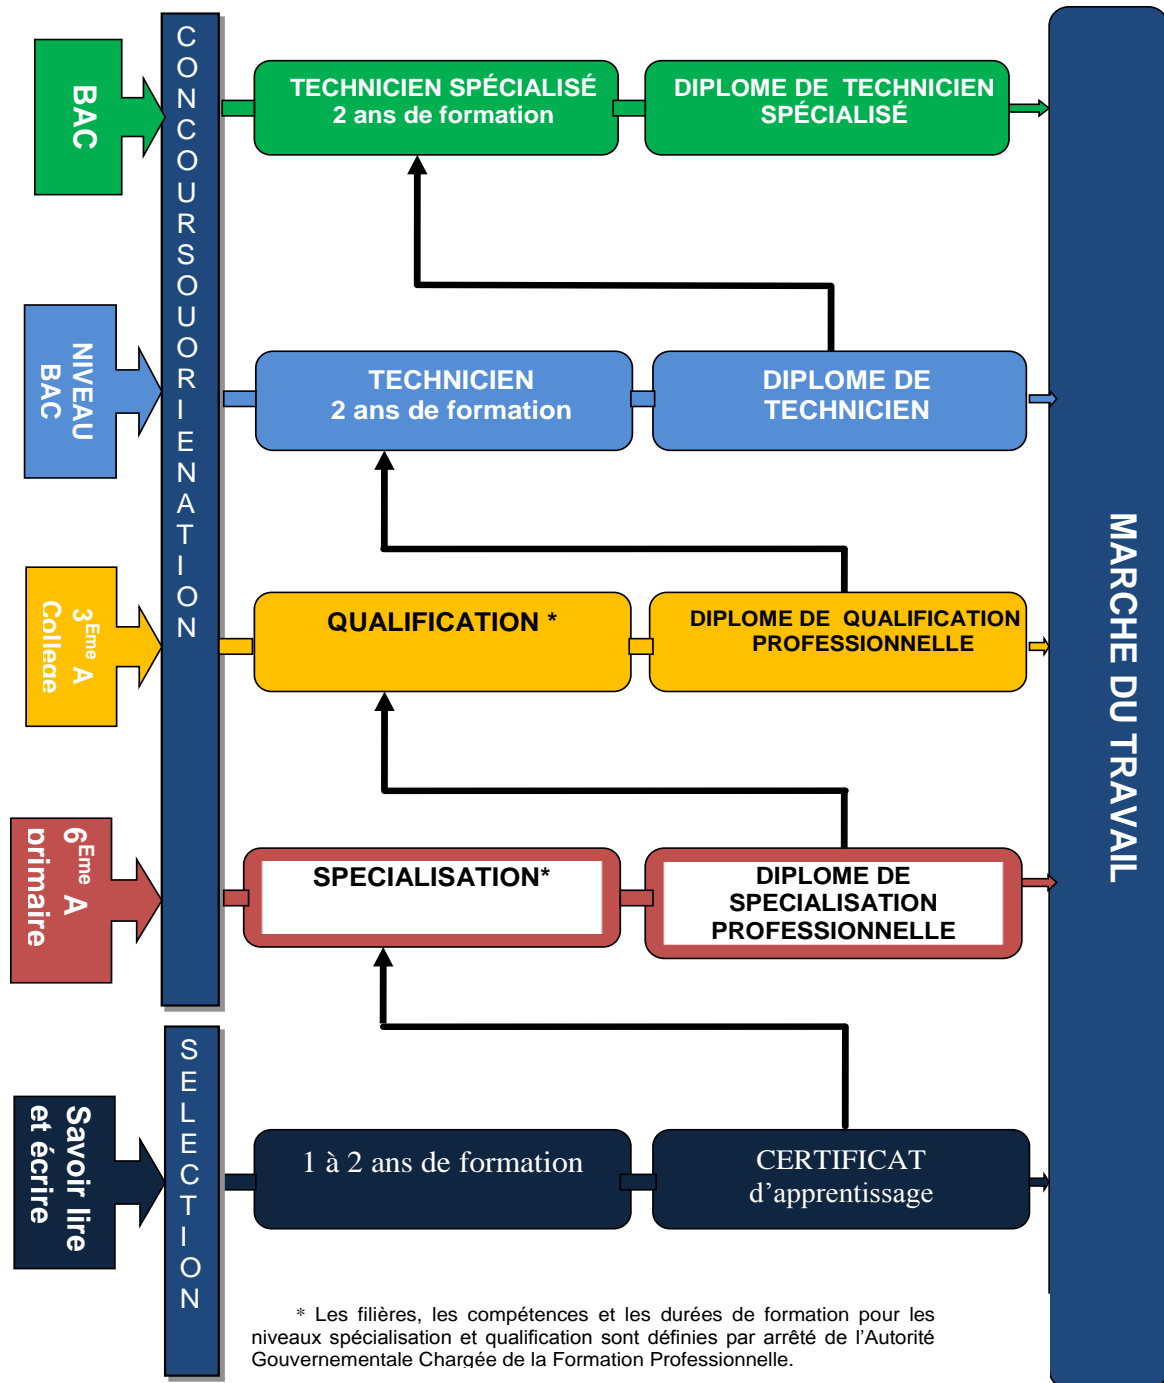 BAC
CONCOURSOUORIENATION
TECHNICIEN SPÉCIALISÉ
2 ans de formation
DIPLOME DE TECHNICIEN
SPÉCIALISÉ
NIVEAU
BAC
TECHNICIEN
2 ans de formation
DIPLOME DE
TECHNICIEN
3Eme A
College
QUALIFICATION *
DIPLOME DE QUALIFICATION
PROFESSIONNELLE
MARCHE DU TRAVAIL
6Eme A
primaire
SPECIALISATION*
DIPLOME DE
SPECIALISATION
PROFESSIONNELLE
SELECTION
Savoir lire
et écrire
1 à 2 ans de formation
CERTIFICAT
d’apprentissage
* Les filières, les compétences et les durées de formation pour les
niveaux spécialisation et qualification sont définies par arrêté de l’Autorité
Gouvernementale Chargée de la Formation Professionnelle.